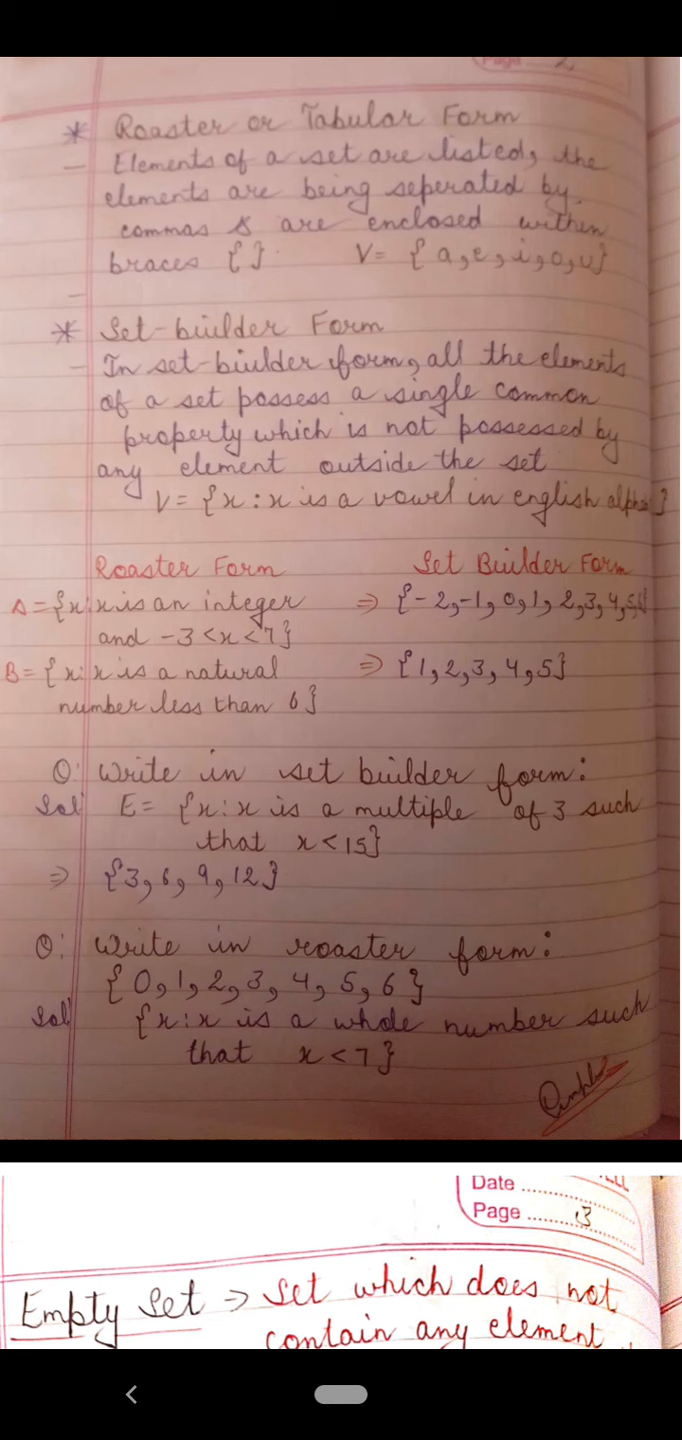 Page 2
* Roaster or Tabular Form
– Elements of a set are listed, the
elements are being seperated by
commas & are enclosed within
braces { }. V= {a,e,i,o,u}
–
* Set-builder Form
– In set-builder form, all the elements
of a set possess a single common
property which is not possessed by
any element outside the set
V= {x:x is a vowel in english }
Roaster Form Set Builder Form
A={x:x is an integer ⇒ {-2,-1,0,1,2,3,4,5,6}
and -3<x<7}
B={x:x is a natural ⇒ {1,2,3,4,5}
number less than 6}
Q: Write in set builder form:
Sol E= {x:x is a multiple of 3 such
that x<15}
⇒ {3,6,9,12}
Q: Write in roaster form:
{0,1,2,3,4,5,6}
Sol {x:x is a whole number such
that x<7}
Date
Page 3
Empty Set → Set which does not
contain any element.